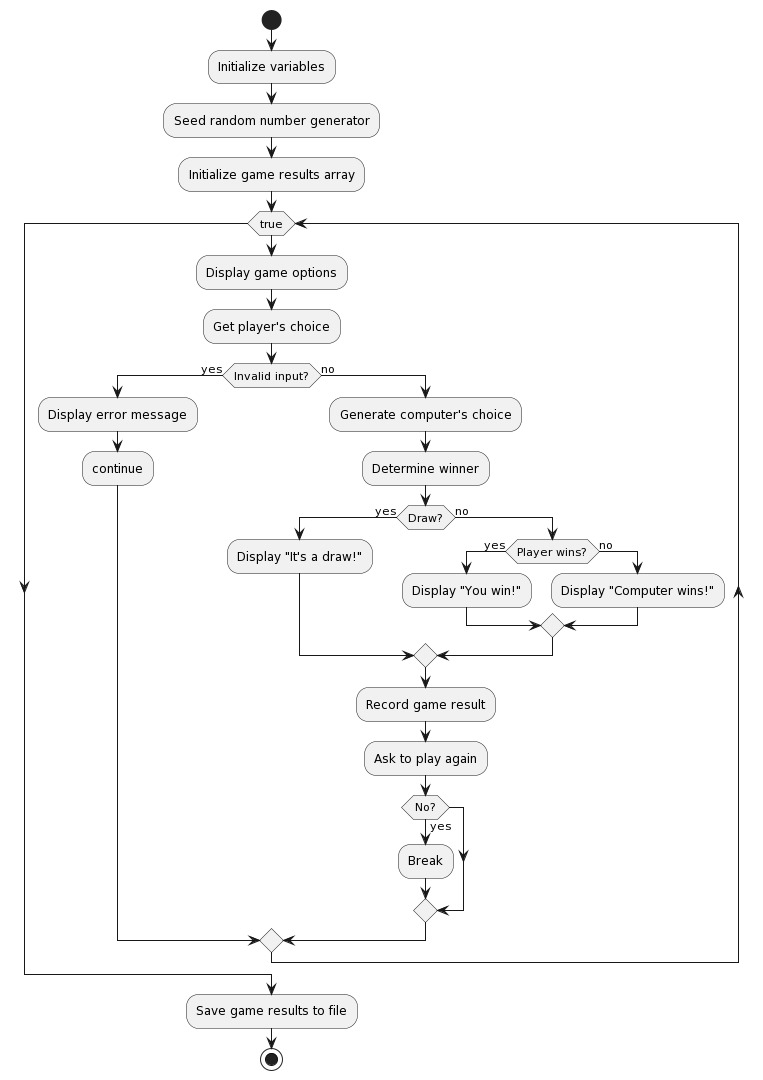 Initialize variables
Seed random number generator
Initialize game results array
true
Display game options
Get player's choice
yes
Invalid input?
no
Display error message
Generate computer's choice
continue
Determine winner
yes
Draw?
no
Display "It's a draw!"
yes
Player wins?
no
Display "You win!"
Display "Computer wins!"
Record game result
Ask to play again
No?
yes
Break
Save game results to file